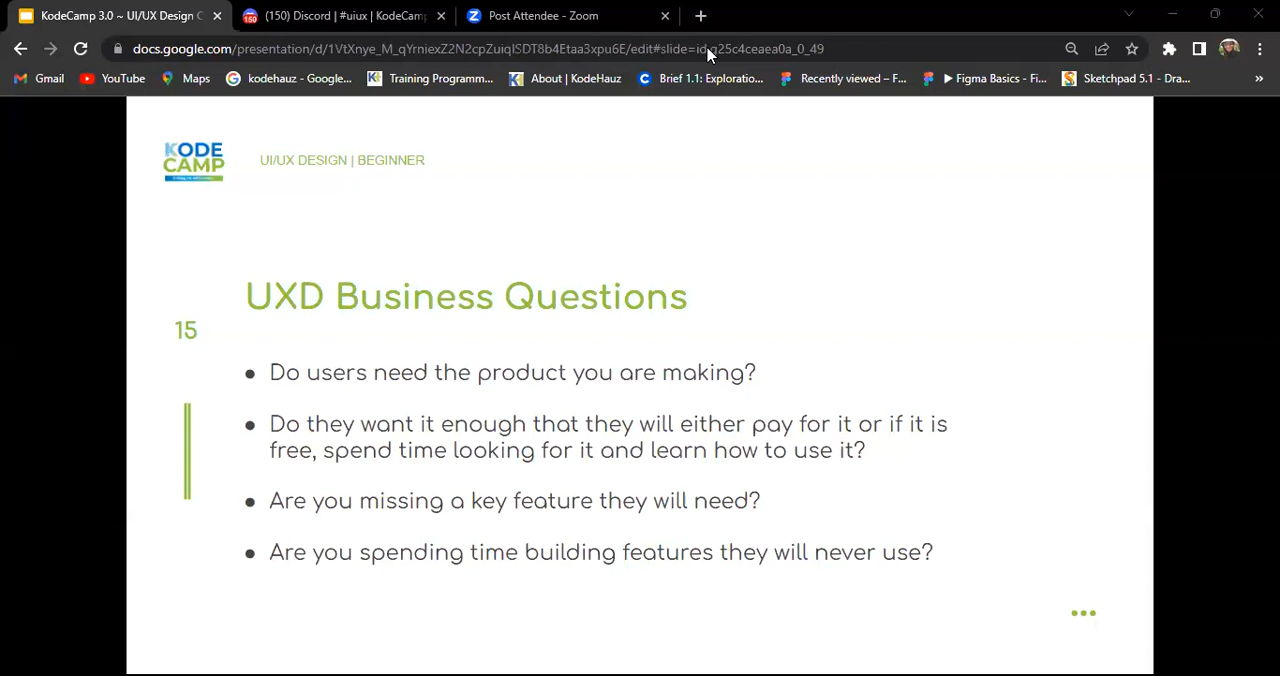 KodeCamp 3.0 ~ UI/UX Design C
150
(150) Discord | #uiux | KodeCamp
Post Attendee - Zoom
docs.google.com/presentation/d/1VtXnye_M_qYrniexZ2N2cpZuiqlSDT8b4Etaa3xpu6E/edit#slide=id.g25c4ceaea0a_0_49
Gmail
YouTube
Maps
kodehauz - Google...
Training Programm...
About | KodeHauz
Brief 1.1: Exploratio...
Recently viewed – F...
Figma Basics - Fi...
Sketchpad 5.1 - Dra...
»
KODE
CAMP
UI/UX DESIGN | BEGINNER
UXD Business Questions
15
● Do users need the product you are making?
● Do they want it enough that they will either pay for it or if it is
free, spend time looking for it and learn how to use it?
● Are you missing a key feature they will need?
● Are you spending time building features they will never use?